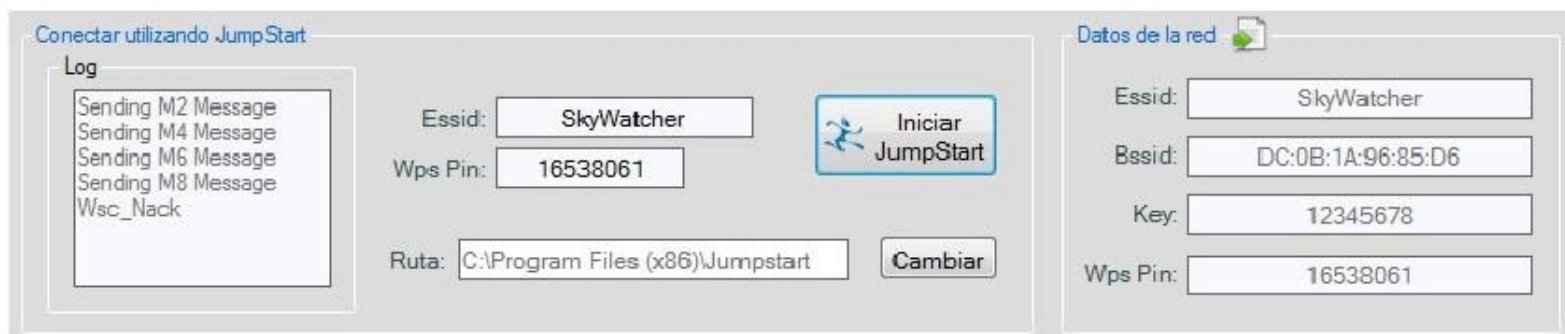 Conectar utilizando JumpStart
Log
Sending M2 Message
Sending M4 Message
Sending M6 Message
Sending M8 Message
Wsc_Nack
Essid: SkyWatcher
Wps Pin: 16538061
Iniciar
JumpStart
Ruta: C:\Program Files (x86)\Jumpstart
Cambiar
Datos de la red
Essid: SkyWatcher
Bssid: DC:0B:1A:96:85:D6
Key: 12345678
Wps Pin: 16538061